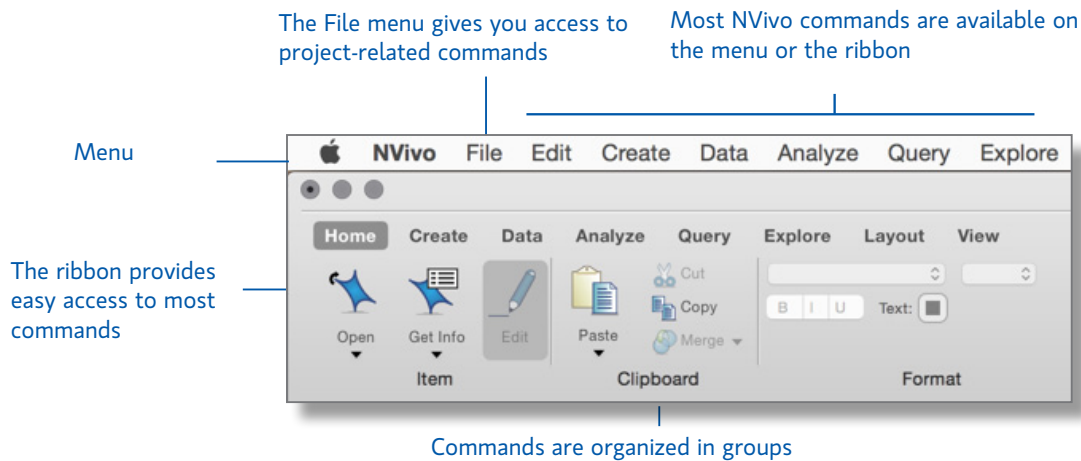 The File menu gives you access to
project-related commands
Most NVivo commands are available on
the menu or the ribbon
Menu
NVivo File Edit Create Data Analyze Query Explore
Home Create Data Analyze Query Explore Layout View
The ribbon provides
easy access to most
commands
Cut
Copy
B I U Text:
Open Get Info Edit Paste Merge
Item Clipboard Format
Commands are organized in groups